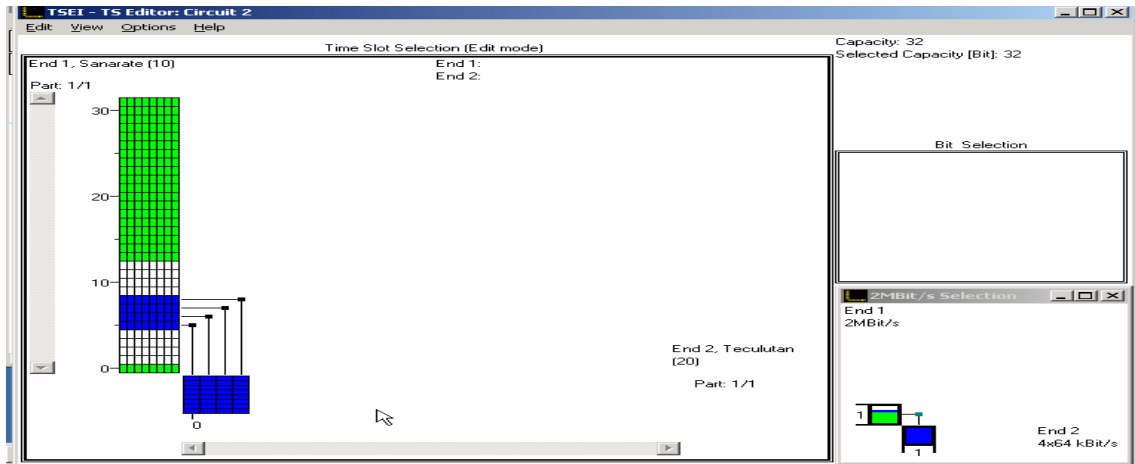 TSEI - TS Editor: Circuit 2
Edit View Options Help
Time Slot Selection (Edit mode)
End 1, Sanarate (10)
End 1:
End 2:
Part: 1/1
30
20
10
0
0
End 2, Teculutan
(20)
Part: 1/1
Capacity: 32
Selected Capacity [Bit]: 32
Bit Selection
2MBit/s Selection
End 1
2MBit/s
1
1
End 2
4x64 kBit/s